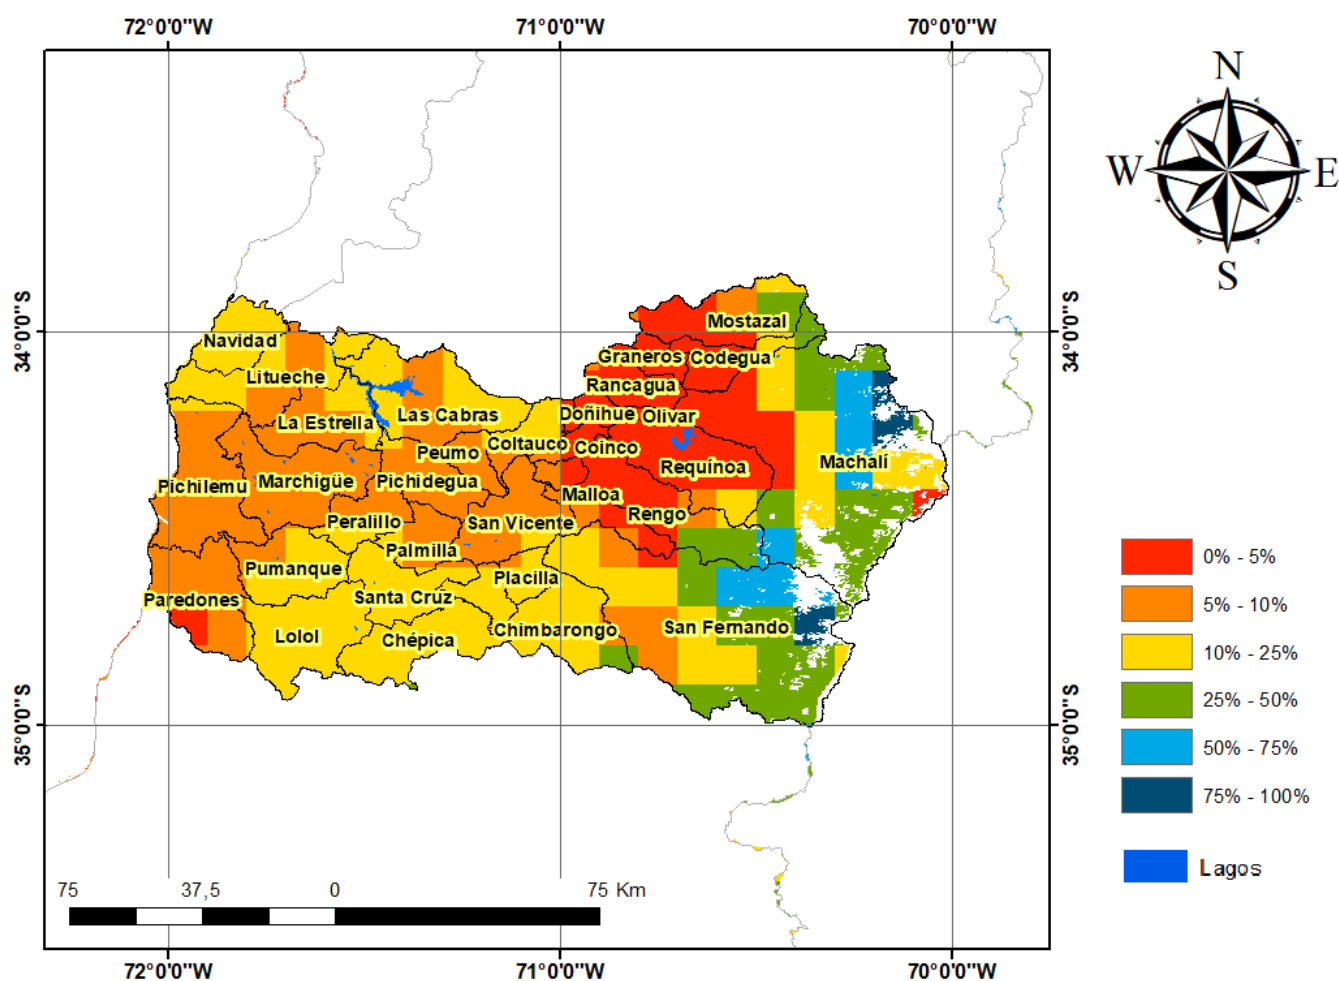 72°0'0"W 71°0'0"W 70°0'0"W
N
W E
S
34°0'0"S 34°0'0"S
Mostazal
Navidad
Graneros Codegua
Litueche
Rancagua
La Estrella Las Cabras Doñihue Olivar
Peumo Coltauco Coinco
Requínoa Machalí
Pichilemu Marchigüe Pichidegua
Malloa
Peralillo San Vicente Rengo
Palmilla
Pumanque Placilla
Paredones Santa Cruz
Lolol Chépica Chimbarongo San Fernando
35°0'0"S 35°0'0"S
0% - 5%
5% - 10%
10% - 25%
25% - 50%
50% - 75%
75% - 100%
Lagos
75 37,5 0 75 Km
72°0'0"W 71°0'0"W 70°0'0"W